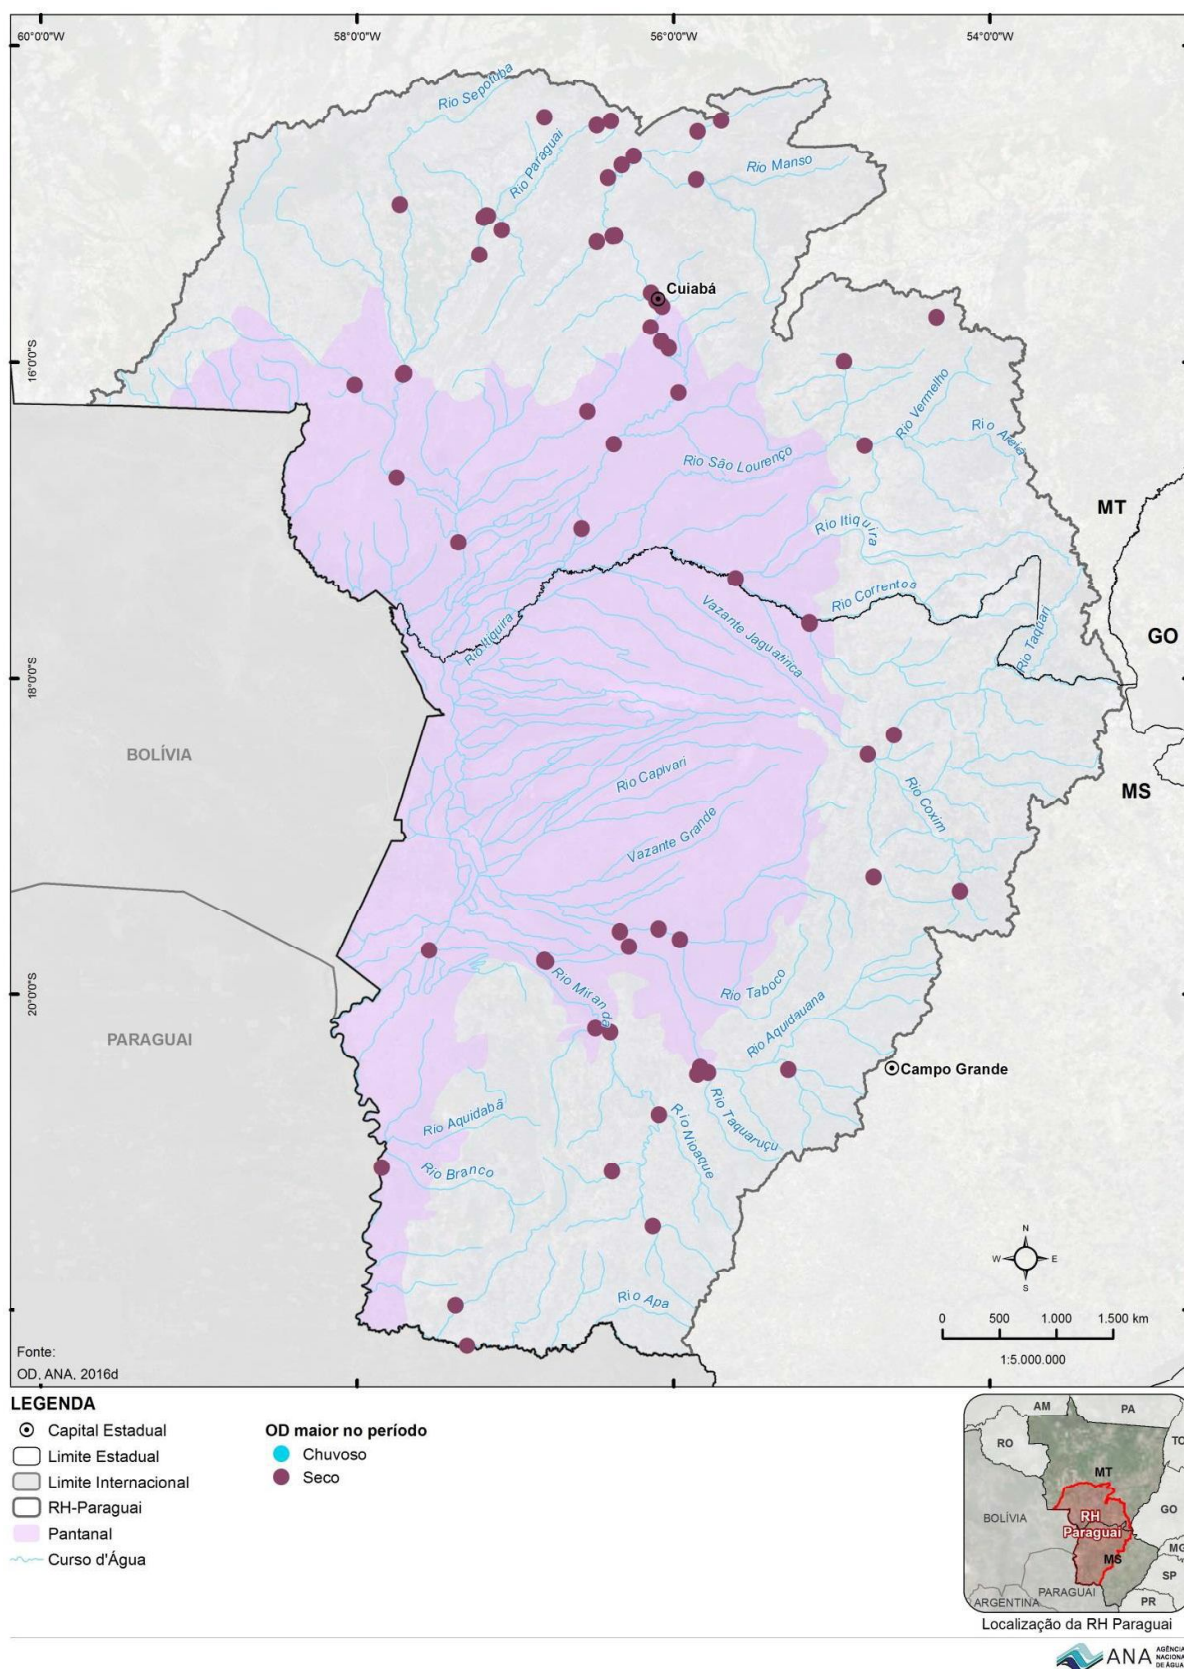 60°0'0"W
58°0'0"W
56°0'0"W
54°0'0"W
Rio Sepotuba
Rio Paraguai
Rio Manso
Cuiabá
16°0'0"S
Rio Vermelho
Rio Areia
Rio São Lourenço
MT
Rio Itiquira
Rio Correntes
Vazante Jaguatirica
Rio Taquari
GO
Rio Itiquira
18°0'0"S
BOLÍVIA
Rio Capivari
MS
Rio Coxim
Vazante Grande
20°0'0"S
Rio Miranda
Rio Taboco
Rio Aquidauana
PARAGUAI
Campo Grande
Rio Aquidabã
Rio Taquaruçu
Rio Nioaque
Rio Branco
N
W
E
S
Rio Apa
0 500 1.000 1.500 km
1:5.000.000
Fonte:
OD, ANA, 2016d
LEGENDA
Capital Estadual
Limite Estadual
Limite Internacional
RH-Paraguai
Pantanal
Curso d'Água
OD maior no período
Chuvoso
Seco
AM
PA
RO
TO
MT
GO
BOLÍVIA
RH
Paraguai
MG
MS
SP
PARAGUAI
ARGENTINA
PR
Localização da RH Paraguai
ANA
AGÊNCIA
NACIONAL
DE ÁGUAS